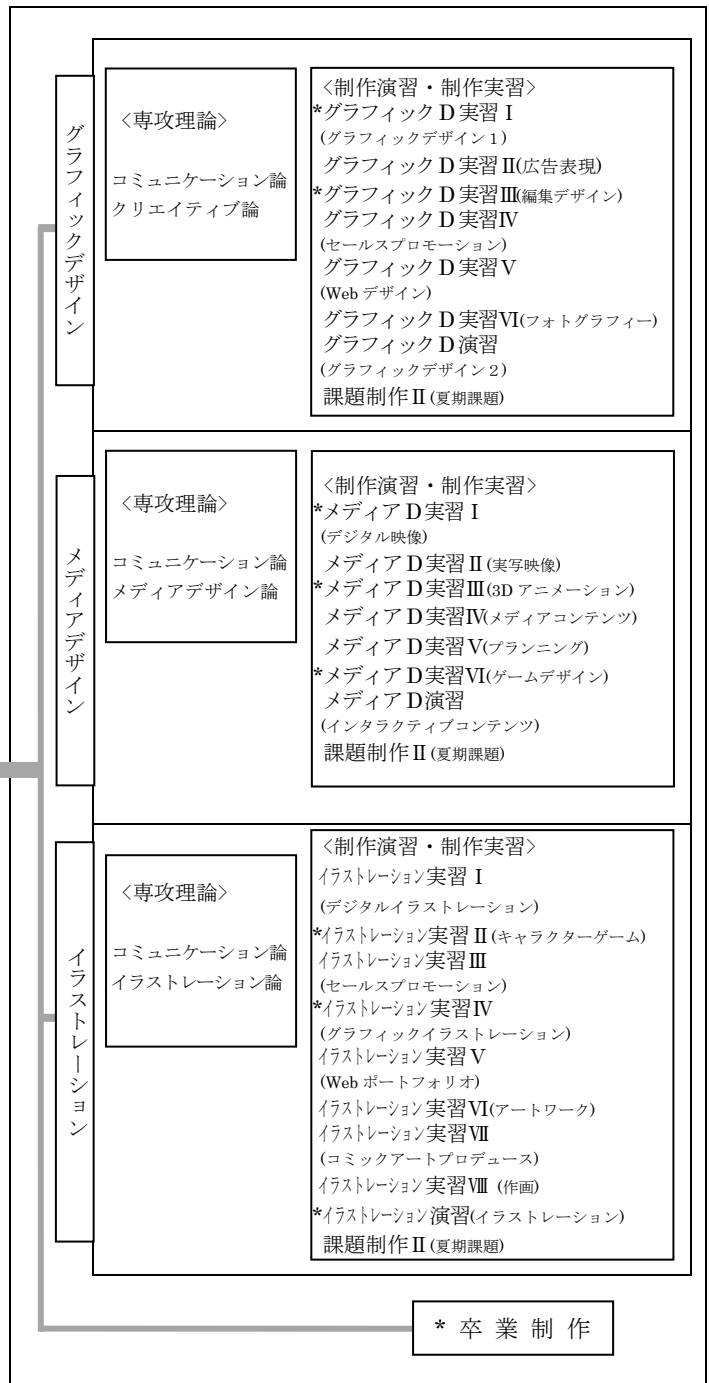 グラフィックデザイン
〈専攻理論〉
コミュニケーション論
クリエイティブ論
〈制作演習・制作実習〉
*グラフィックD実習Ⅰ
(グラフィックデザイン1)
グラフィックD実習Ⅱ(広告表現)
*グラフィックD実習Ⅲ(編集デザイン)
グラフィックD実習Ⅳ
(セールスプロモーション)
グラフィックD実習Ⅴ
(Webデザイン)
グラフィックD実習Ⅵ(フォトグラフィー)
グラフィックD演習
(グラフィックデザイン2)
課題制作Ⅱ(夏期課題)
メディアデザイン
〈専攻理論〉
コミュニケーション論
メディアデザイン論
〈制作演習・制作実習〉
*メディアD実習Ⅰ
(デジタル映像)
メディアD実習Ⅱ(実写映像)
*メディアD実習Ⅲ(3Dアニメーション)
メディアD実習Ⅳ(メディアコンテンツ)
メディアD実習Ⅴ(プランニング)
*メディアD実習Ⅵ(ゲームデザイン)
メディアD演習
(インタラクティブコンテンツ)
課題制作Ⅱ(夏期課題)
イラストレーション
〈専攻理論〉
コミュニケーション論
イラストレーション論
〈制作演習・制作実習〉
イラストレーション実習Ⅰ
(デジタルイラストレーション)
*イラストレーション実習Ⅱ(キャラクターゲーム)
イラストレーション実習Ⅲ
(セールスプロモーション)
*イラストレーション実習Ⅳ
(グラフィックイラストレーション)
イラストレーション実習Ⅴ
(Webポートフォリオ)
イラストレーション実習Ⅵ(アートワーク)
イラストレーション実習Ⅶ
(コミックアートプロデュース)
イラストレーション実習Ⅷ (作画)
*イラストレーション演習(イラストレーション)
課題制作Ⅱ(夏期課題)
*卒業制作